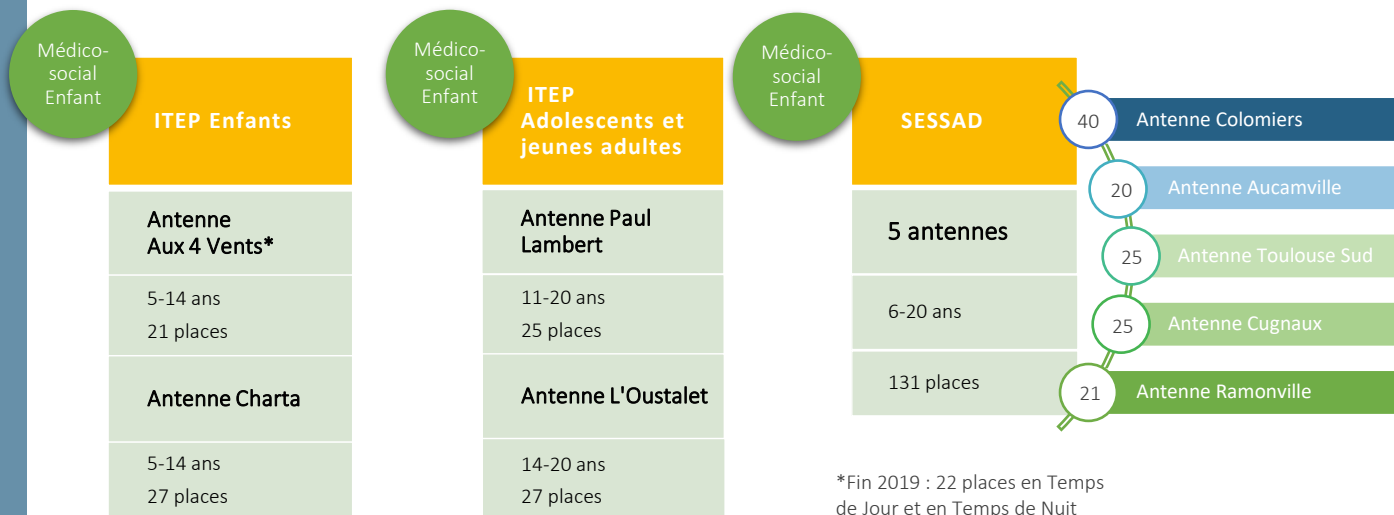 Médico-
social
Enfant
ITEP Enfants
Antenne
Aux 4 Vents*
5-14 ans
21 places
Antenne Charta
5-14 ans
27 places
Médico-
social
Enfant
ITEP
Adolescents et
jeunes adultes
Antenne Paul
Lambert
11-20 ans
25 places
Antenne L'Oustalet
14-20 ans
27 places
Médico-
social
Enfant
SESSAD
5 antennes
6-20 ans
131 places
40 Antenne Colomiers
20 Antenne Aucamville
25 Antenne Toulouse Sud
25 Antenne Cugnaux
21 Antenne Ramonville
*Fin 2019 : 22 places en Temps
de Jour et en Temps de Nuit